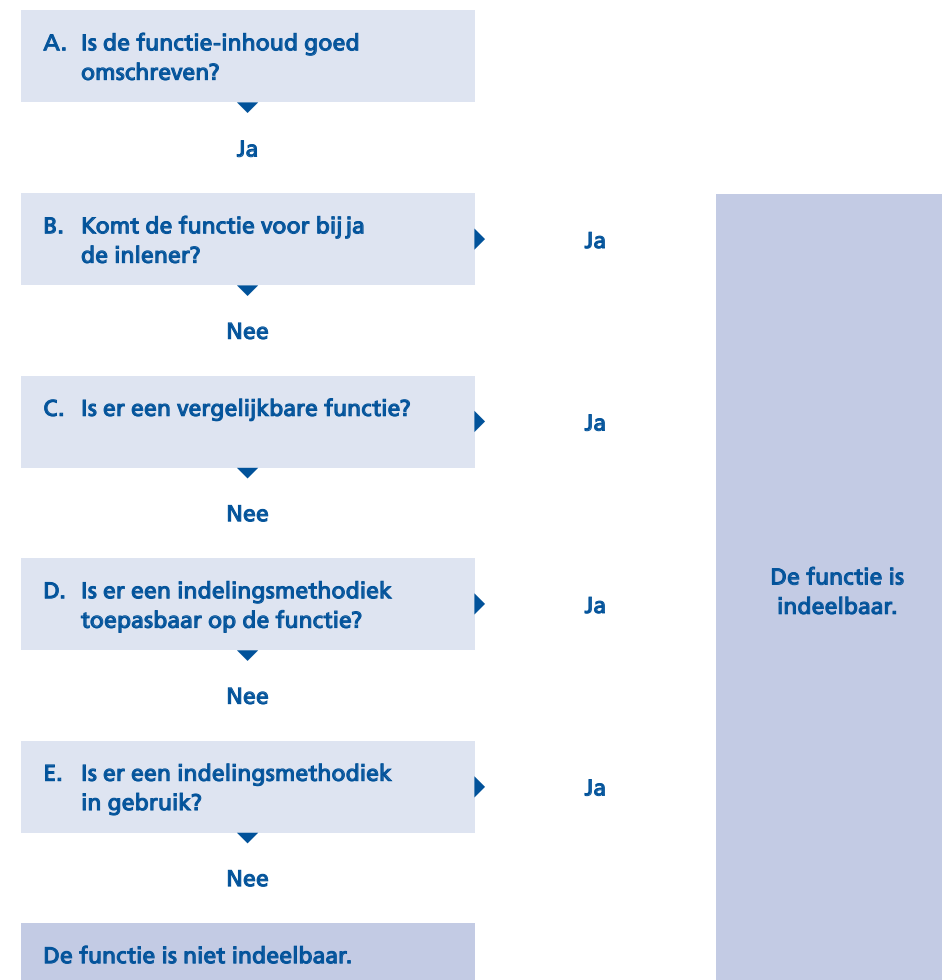 A. Is de functie-inhoud goed
omschreven?
Ja
B. Komt de functie voor bij ja
de inlener?
Ja
Nee
C. Is er een vergelijkbare functie?
Ja
Nee
D. Is er een indelingsmethodiek
toepasbaar op de functie?
Ja
Nee
E. Is er een indelingsmethodiek
in gebruik?
Ja
Nee
De functie is niet indeelbaar.
De functie is
indeelbaar.